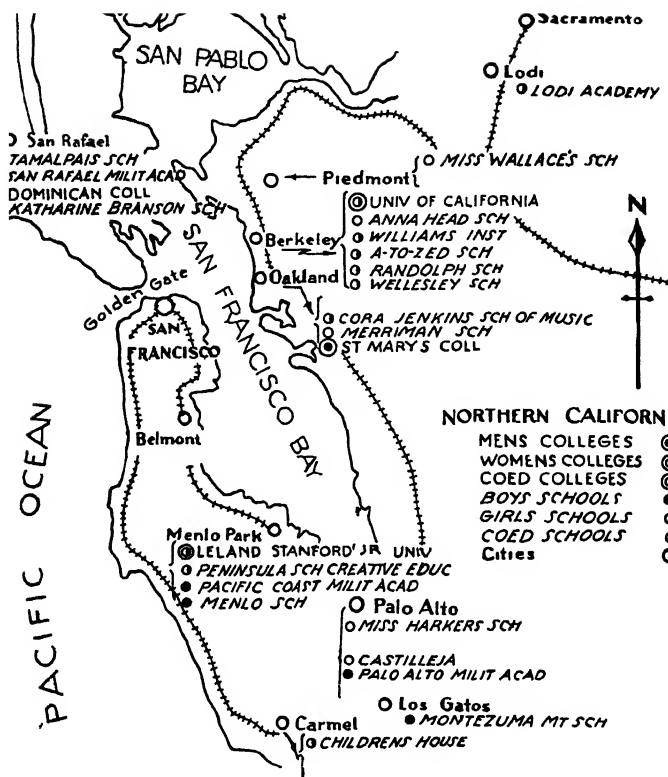 Sacramento
SAN PABLO
BAY
Lodi
LODI ACADEMY
San Rafael
TAMALPAIS SCH
SAN RAFAEL MILIT ACAD
DOMINICAN COLL
KATHARINE BRANSON SCH
Piedmont
MISS WALLACE'S SCH
UNIV OF CALIFORNIA
ANNA HEAD SCH
Berkeley
WILLIAMS INST
A-TO-ZED SCH
Oakland
RANDOLPH SCH
WELLESLEY SCH
N
Golden Gate
SAN FRANCISCO BAY
CORA JENKINS SCH OF MUSIC
MERRIMAN SCH
ST MARY'S COLL
SAN
FRANCISCO
Belmont
NORTHERN CALIFORN
MENS COLLEGES
WOMENS COLLEGES
COED COLLEGES
BOYS SCHOOLS
GIRLS SCHOOLS
COED SCHOOLS
Cities
PACIFIC OCEAN
Menlo Park
LELAND STANFORD JR UNIV
PENINSULA SCH CREATIVE EDUC
PACIFIC COAST MILIT ACAD
MENLO SCH
Palo Alto
MISS HARKERS SCH
CASTILLEJA
PALO ALTO MILIT ACAD
Los Gatos
MONTEZUMA MT SCH
Carmel
CHILDRENS HOUSE